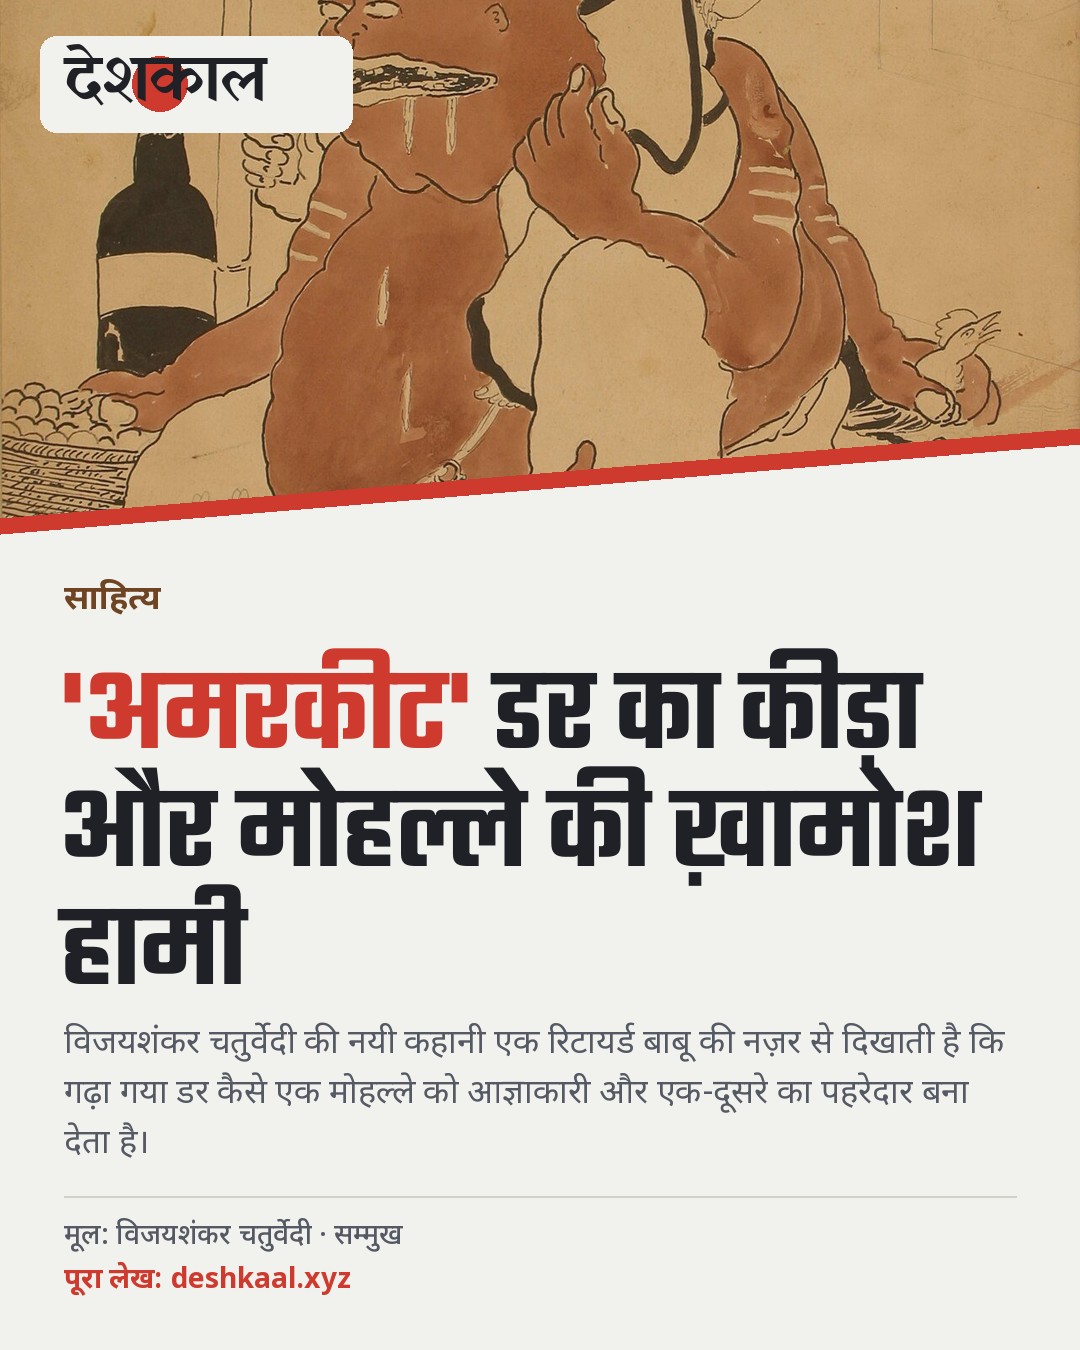 देशकाल
साहित्य
'अमरकीट' डर का कीड़ा
और मोहल्ले की ख़ामोश
हामी
विजयशंकर चतुर्वेदी की नयी कहानी एक रिटायर्ड बाबू की नज़र से दिखाती है कि
गढ़ा गया डर कैसे एक मोहल्ले को आज्ञाकारी और एक-दूसरे का पहरेदार बना
देता है।
मूल: विजयशंकर चतुर्वेदी · सम्मुख
पूरा लेख: deshkaal.xyz